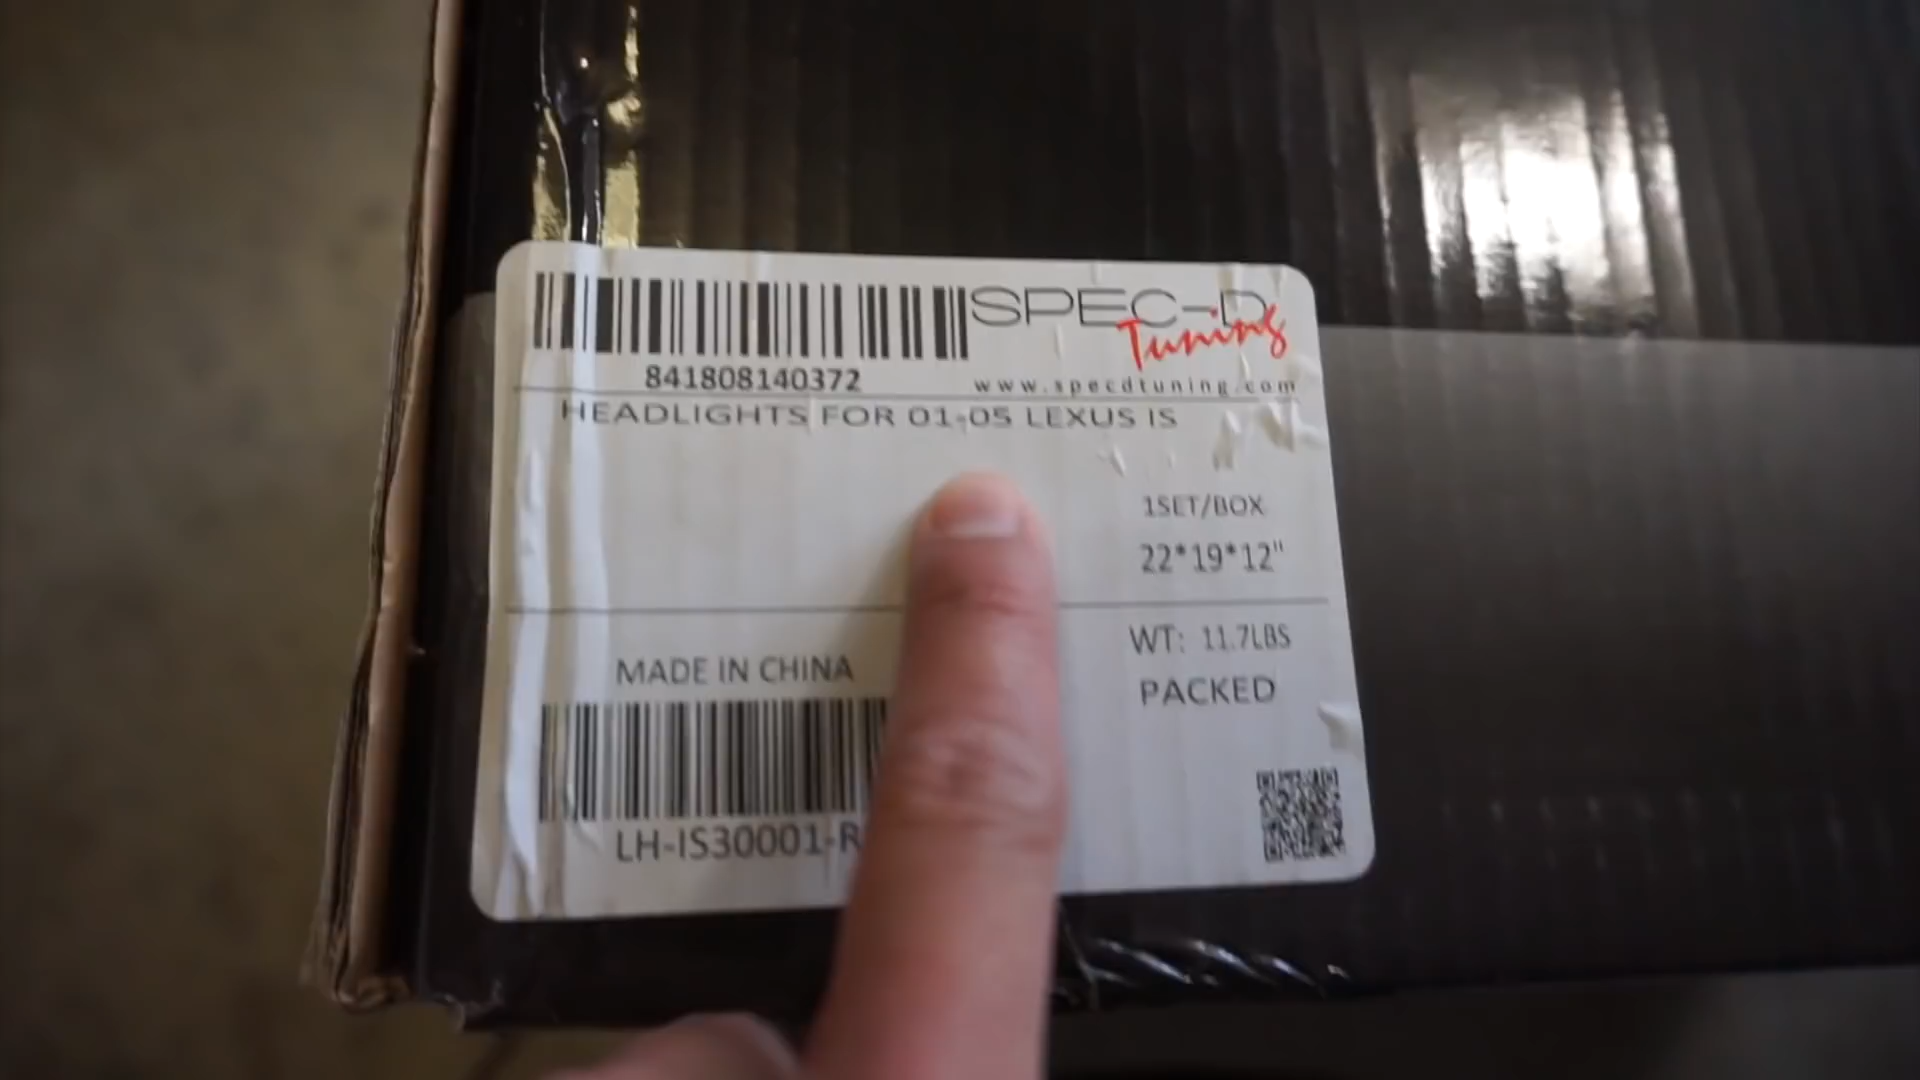 SPEC-D
Tuning
841808140372
www.specdtuning.com
HEADLIGHTS FOR 01-05 LEXUS IS
1SET/BOX
22*19*12"
WT: 11.7LBS
MADE IN CHINA
PACKED
LH-IS30001-R